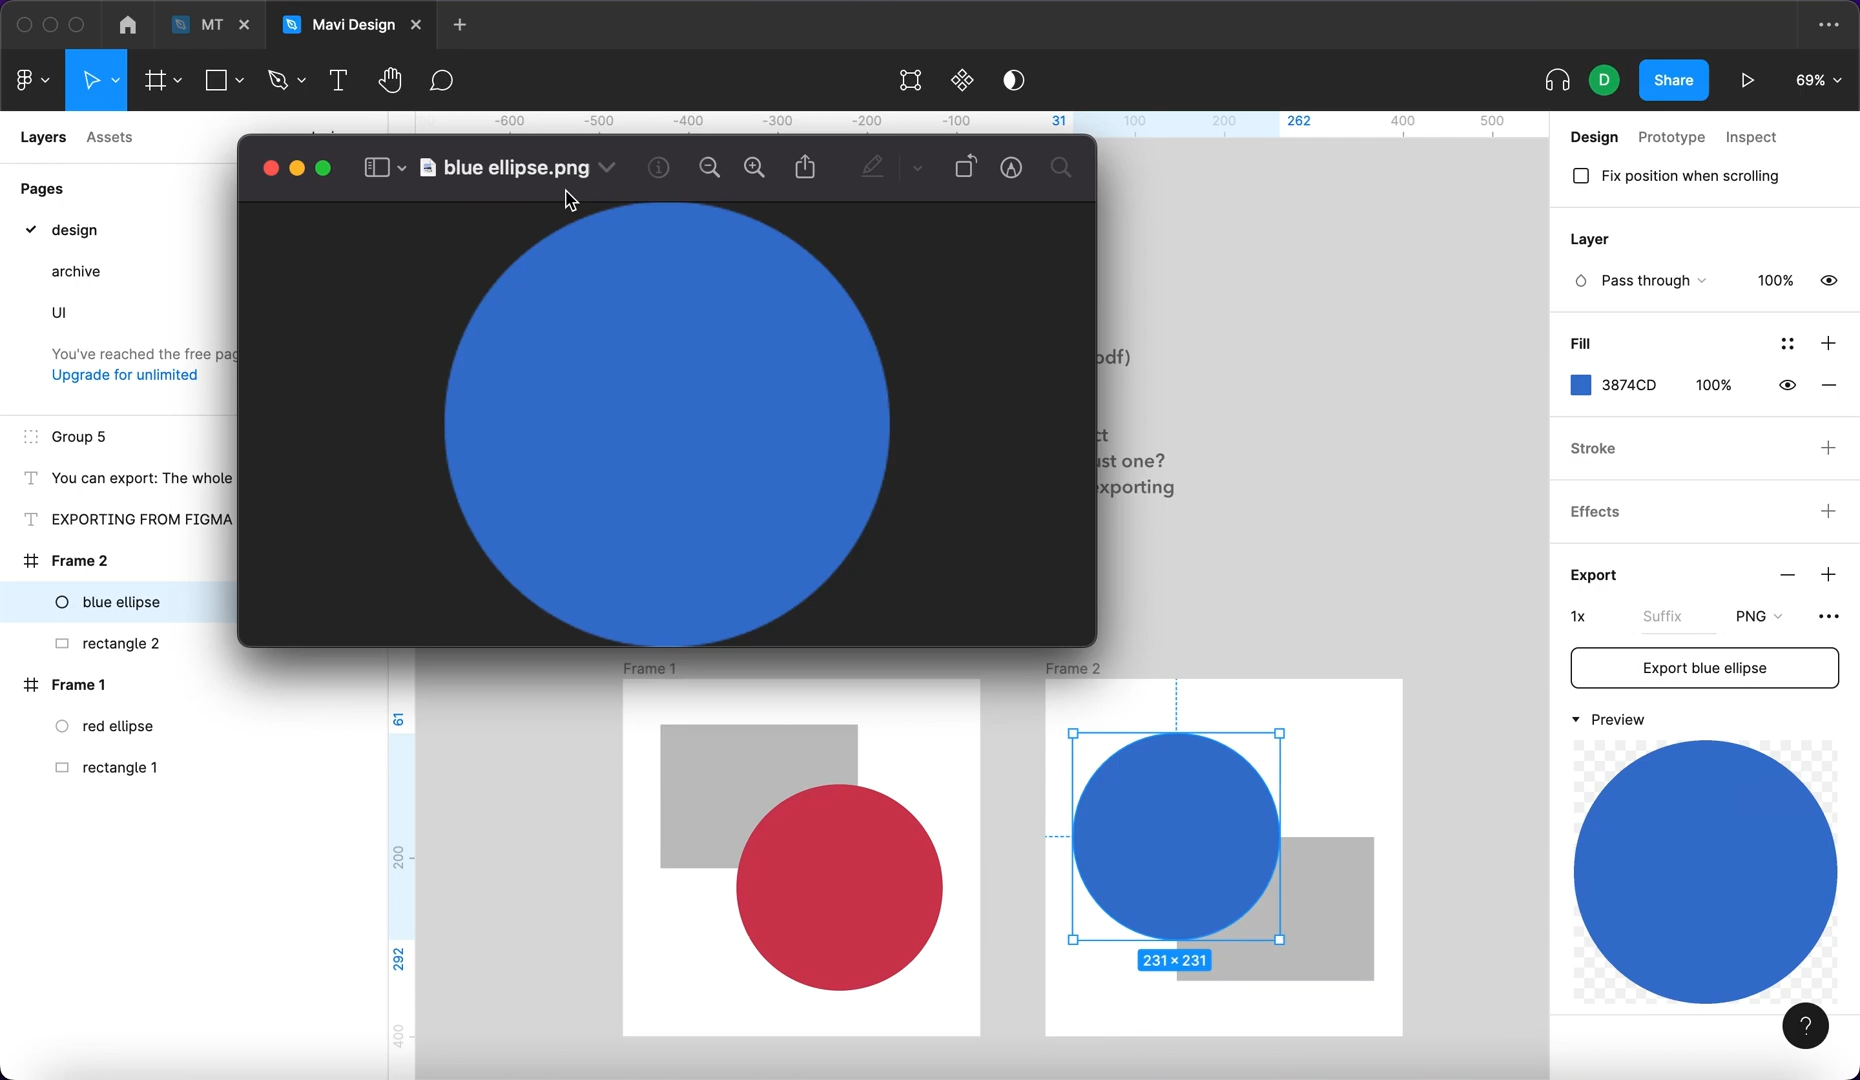 MT
Mavi Design
D
Share
69%
Layers
Assets
-600
-500
-400
-300
-200
-100
31
100
200
262
400
500
Design
Prototype
Inspect
blue ellipse.png
Fix position when scrolling
Pages
design
archive
UI
You've reached the free pag
Upgrade for unlimited
Layer
Pass through
100%
Fill
3874CD
100%
Stroke
Effects
Export
1x
Suffix
PNG
Export blue ellipse
Preview
Group 5
You can export: The whole
EXPORTING FROM FIGMA
Frame 2
blue ellipse
rectangle 2
Frame 1
red ellipse
rectangle 1
pdf)
ct
ust one?
exporting
Frame 1
Frame 2
61
200
292
400
231 × 231
?